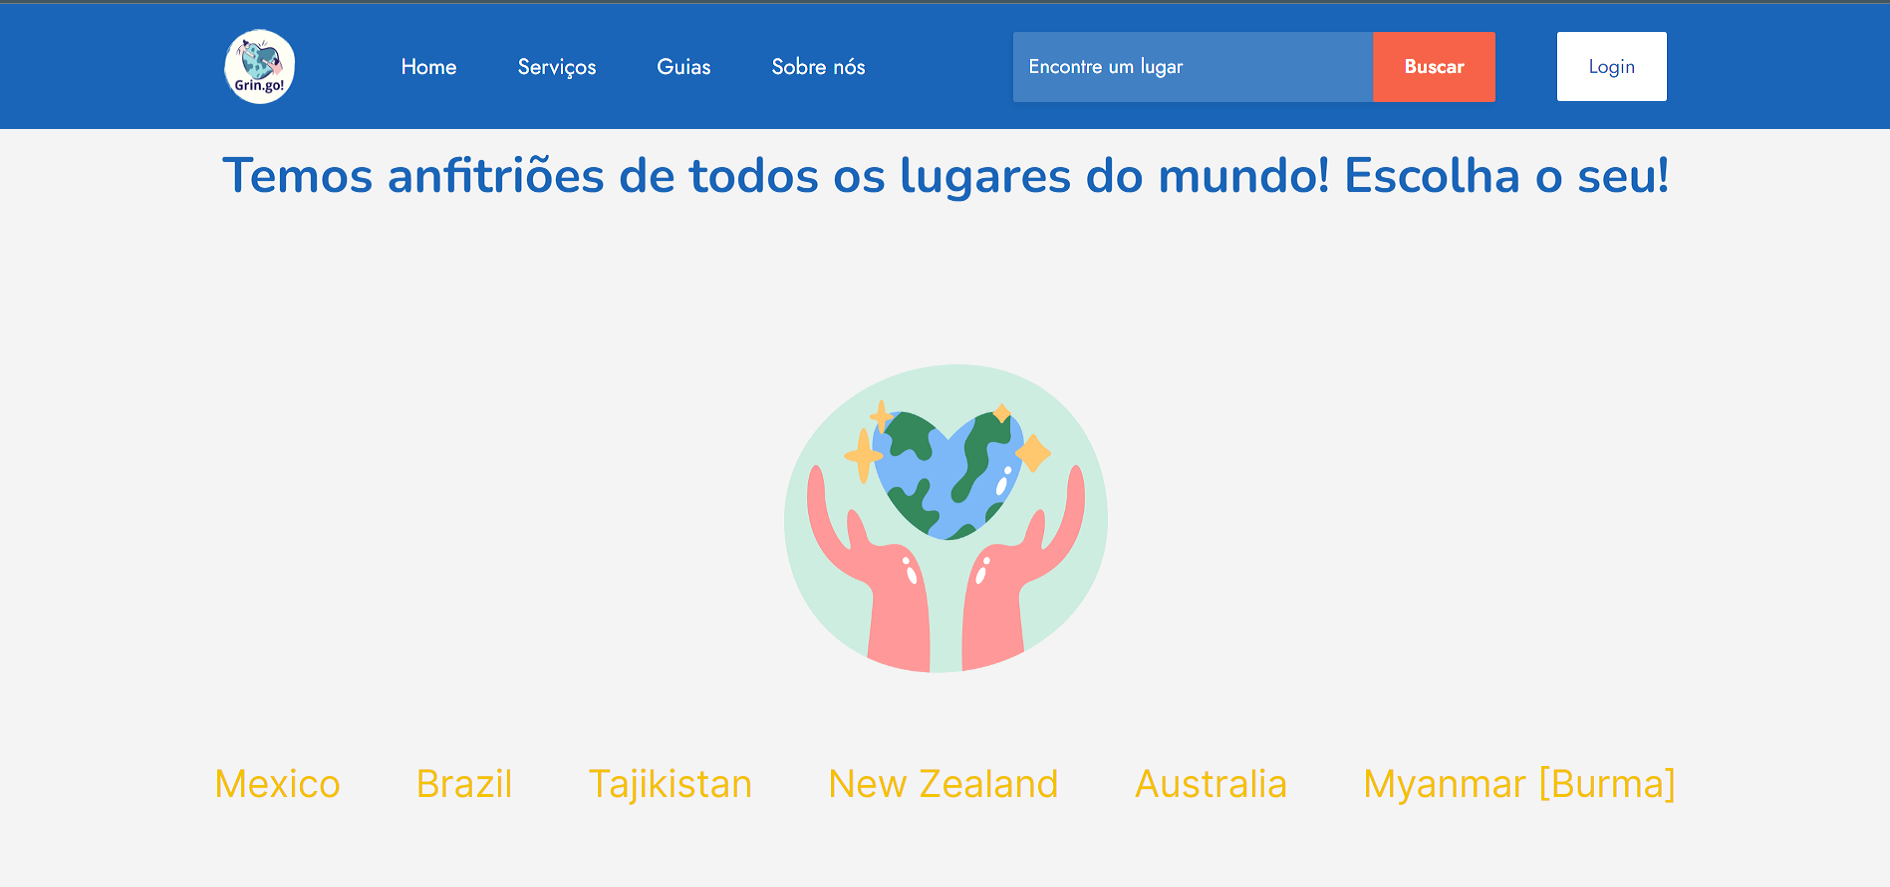 Grin.go!
Home Serviços Guias Sobre nós Encontre um lugar Buscar Login
Temos anfitriões de todos os lugares do mundo! Escolha o seu!
Mexico Brazil Tajikistan New Zealand Australia Myanmar [Burma]